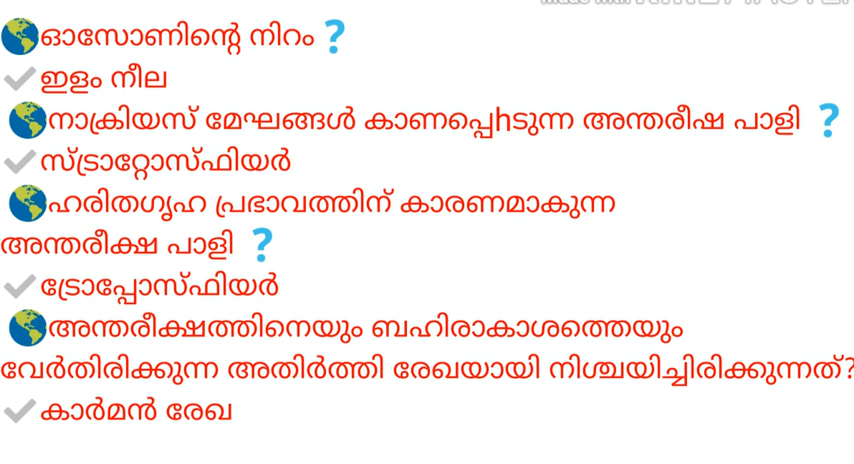 🌎ഓസോണിന്റെ നിറം❓
✔️ഇളം നീല
🌎നാക്രിയസ് മേഘങ്ങൾ കാണപ്പെhടുന്ന അന്തരീഷ പാളി ❓
✔️സ്ട്രാറ്റോസ്ഫിയർ
🌎ഹരിതഗൃഹ പ്രഭാവത്തിന് കാരണമാകുന്ന
അന്തരീക്ഷ പാളി ❓
✔️ട്രോപ്പോസ്ഫിയർ
🌎അന്തരീക്ഷത്തിനെയും ബഹിരാകാശത്തെയും
വേർതിരിക്കുന്ന അതിർത്തി രേഖയായി നിശ്ചയിച്ചിരിക്കുന്നത്?
✔️കാർമൻ രേഖ